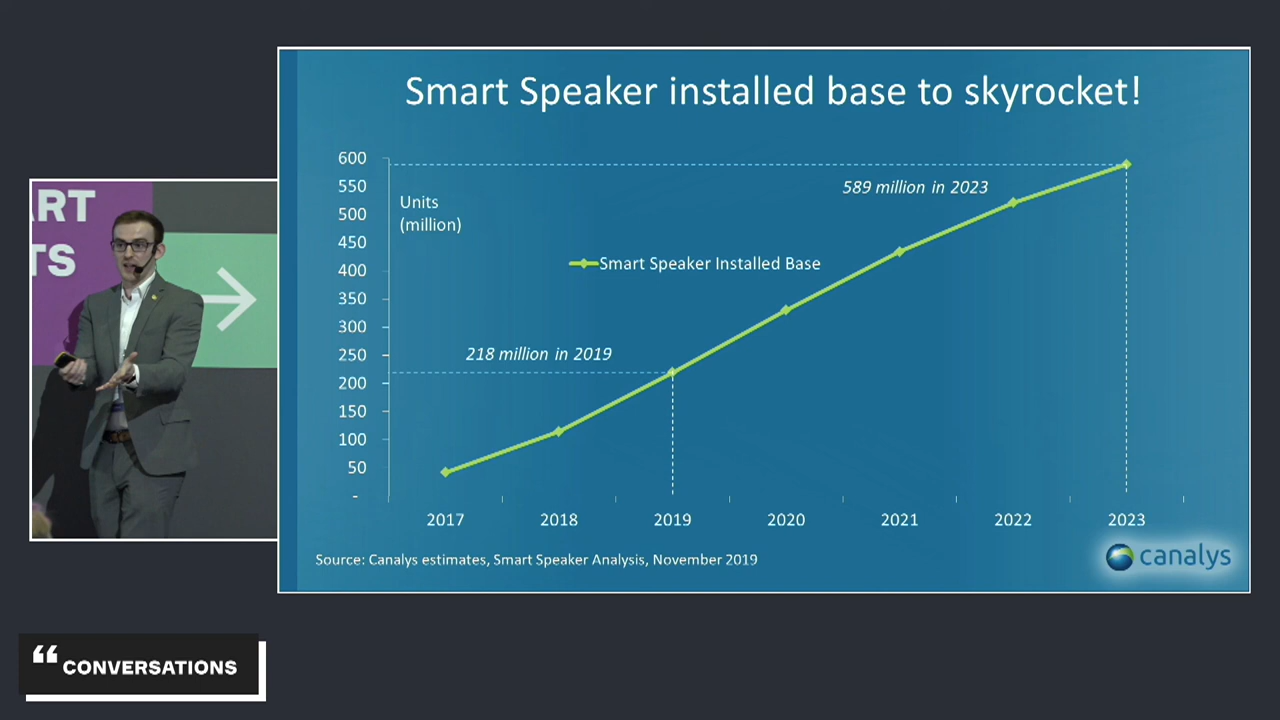 Smart Speaker installed base to skyrocket!
600
550
500
450
400
350
300
250
200
150
100
50
-
Units
(million)
589 million in 2023
Smart Speaker Installed Base
218 million in 2019
2017 2018 2019 2020 2021 2022 2023
Source: Canalys estimates, Smart Speaker Analysis, November 2019
canalys
ART
TS
“ CONVERSATIONS